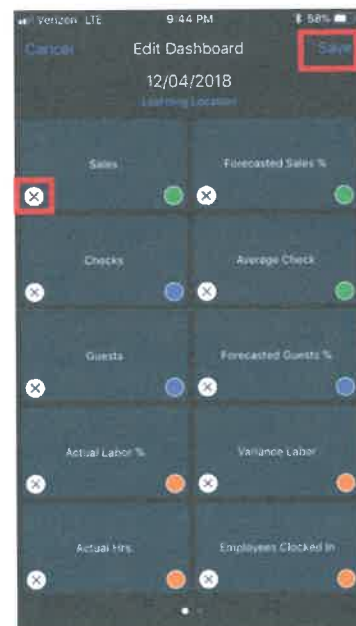 Verizon LTE 9:44 PM 58%
Cancel Edit Dashboard Save
12/04/2018
Learning Location
Sales Forecasted Sales %
Checks Average Check
Guests Forecasted Guests %
Actual Labor % Variance Labor
Actual Hrs. Employees Clocked In